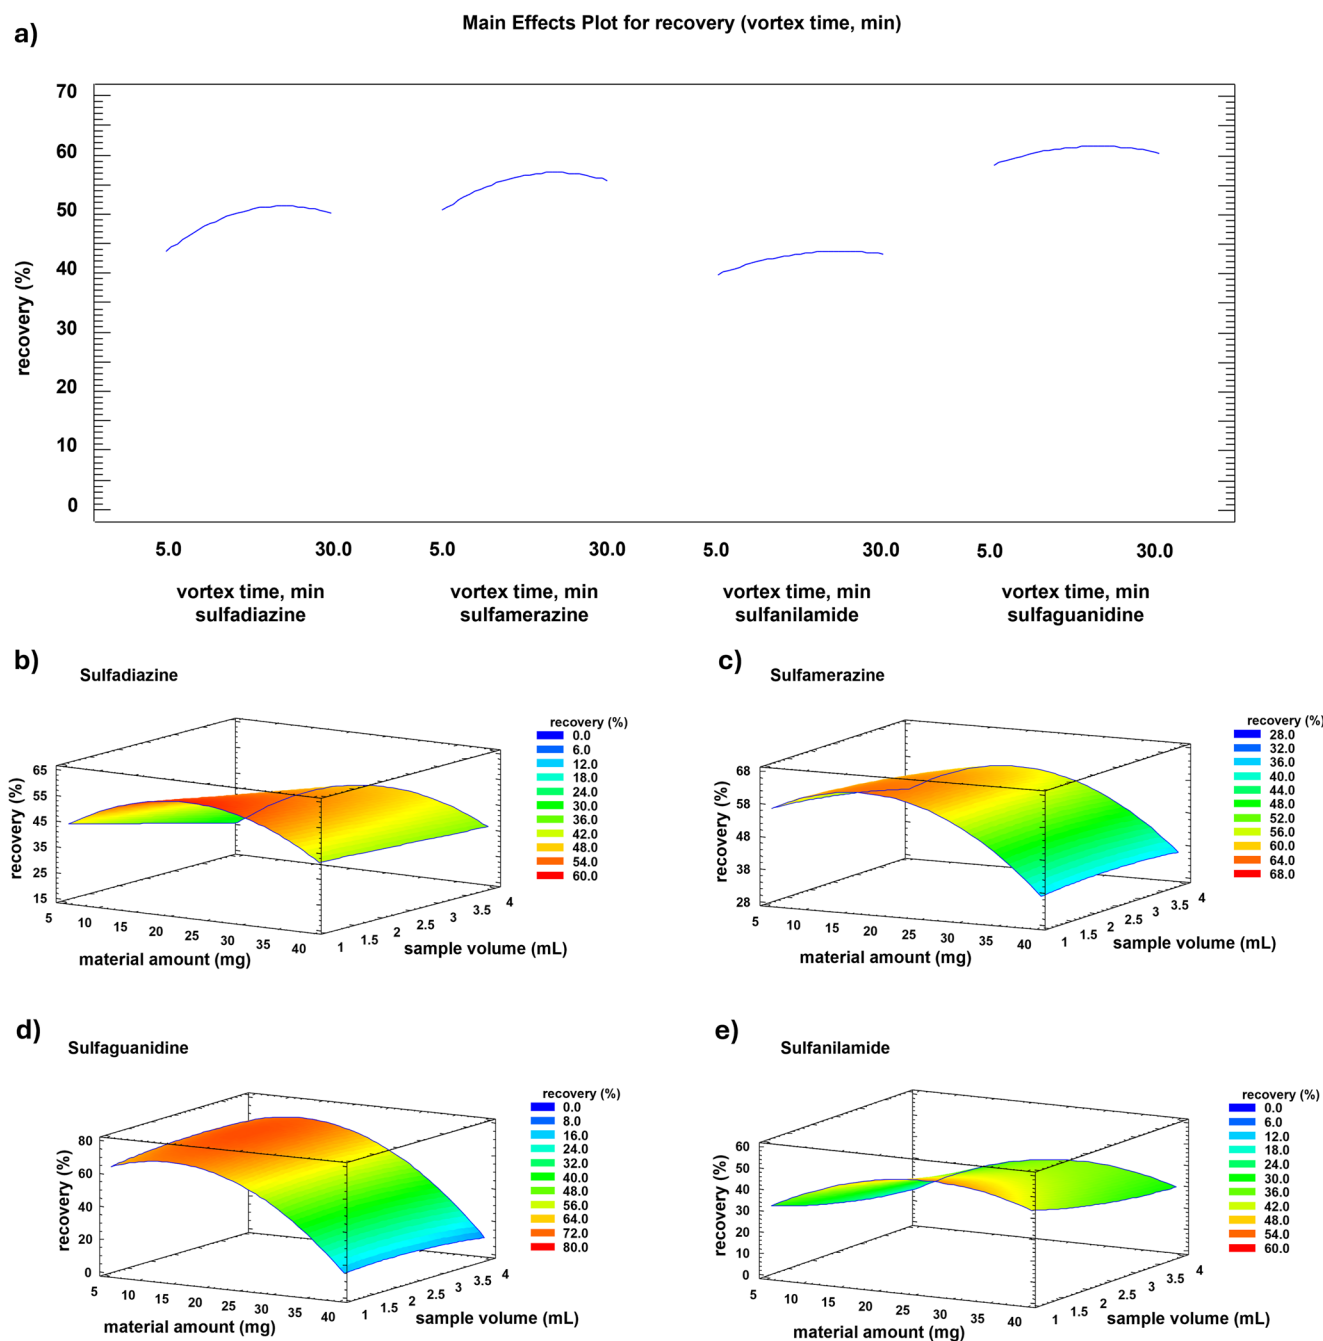 a)
Main Effects Plot for recovery (vortex time, min)
recovery (%)
70
60
50
40
30
20
10
0
5.0 30.0 5.0 30.0 5.0 30.0 5.0 30.0
vortex time, min vortex time, min vortex time, min vortex time, min
sulfadiazine sulfamerazine sulfanilamide sulfaguanidine
b)
Sulfadiazine
recovery (%)
0.0
6.0
12.0
18.0
24.0
30.0
36.0
42.0
48.0
54.0
60.0
recovery (%)
65
55
45
35
25
15
5 10 15 20 25 30 35 40
material amount (mg)
1 1.5 2 2.5 3 3.5 4
sample volume (mL)
c)
Sulfamerazine
recovery (%)
28.0
32.0
36.0
40.0
44.0
48.0
52.0
56.0
60.0
64.0
68.0
recovery (%)
68
58
48
38
28
5 10 15 20 25 30 35 40
material amount (mg)
1 1.5 2 2.5 3 3.5 4
sample volume (mL)
d)
Sulfaguanidine
recovery (%)
0.0
8.0
16.0
24.0
32.0
40.0
48.0
56.0
64.0
72.0
80.0
recovery (%)
80
60
40
20
0
5 10 15 20 25 30 35 40
material amount (mg)
1 1.5 2 2.5 3 3.5 4
sample volume (mL)
e)
Sulfanilamide
recovery (%)
0.0
6.0
12.0
18.0
24.0
30.0
36.0
42.0
48.0
54.0
60.0
recovery (%)
60
50
40
30
20
10
0
5 10 15 20 25 30 35 40
material amount (mg)
1 1.5 2 2.5 3 3.5 4
sample volume (mL)